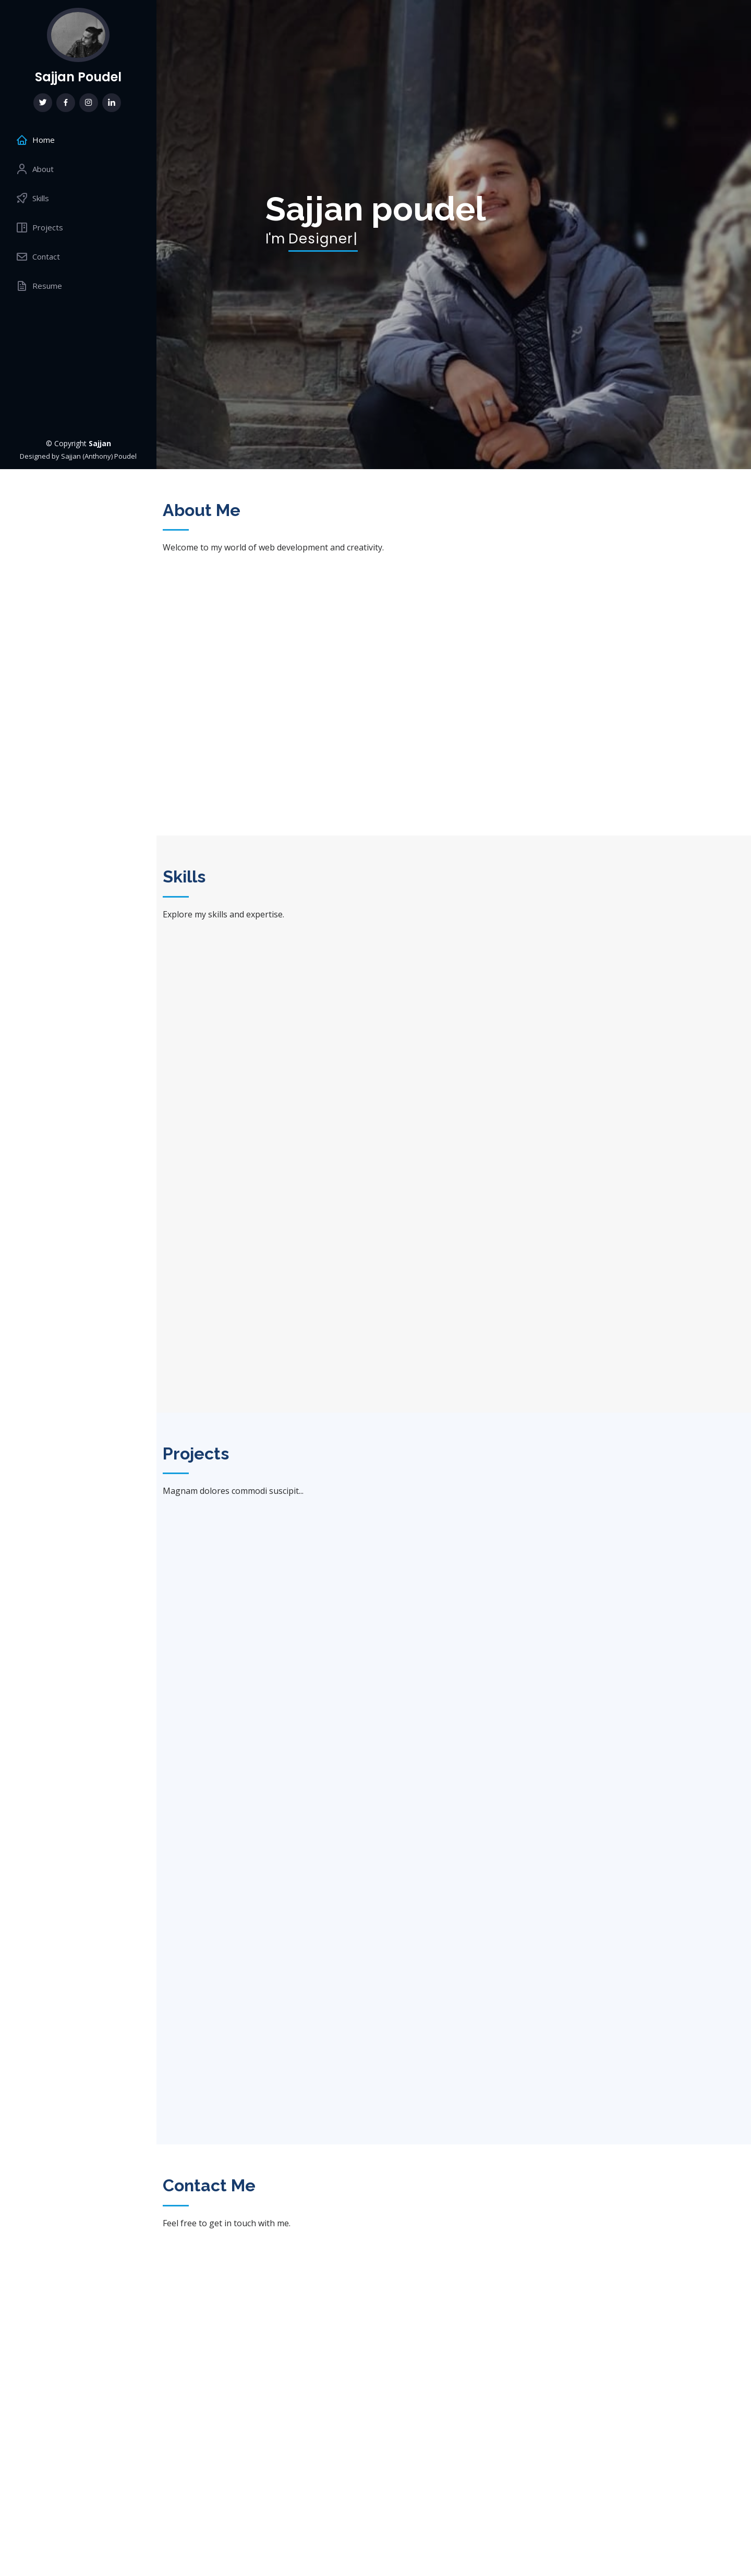 Sajjan Poudel
Home
About
Skills
Projects
Contact
Resume
© Copyright Sajjan
Designed by Sajjan (Anthony) Poudel
Sajjan poudel
I'm Designer|
About Me
Welcome to my world of web development and creativity.
Skills
Explore my skills and expertise.
Projects
Magnam dolores commodi suscipit...
Contact Me
Feel free to get in touch with me.